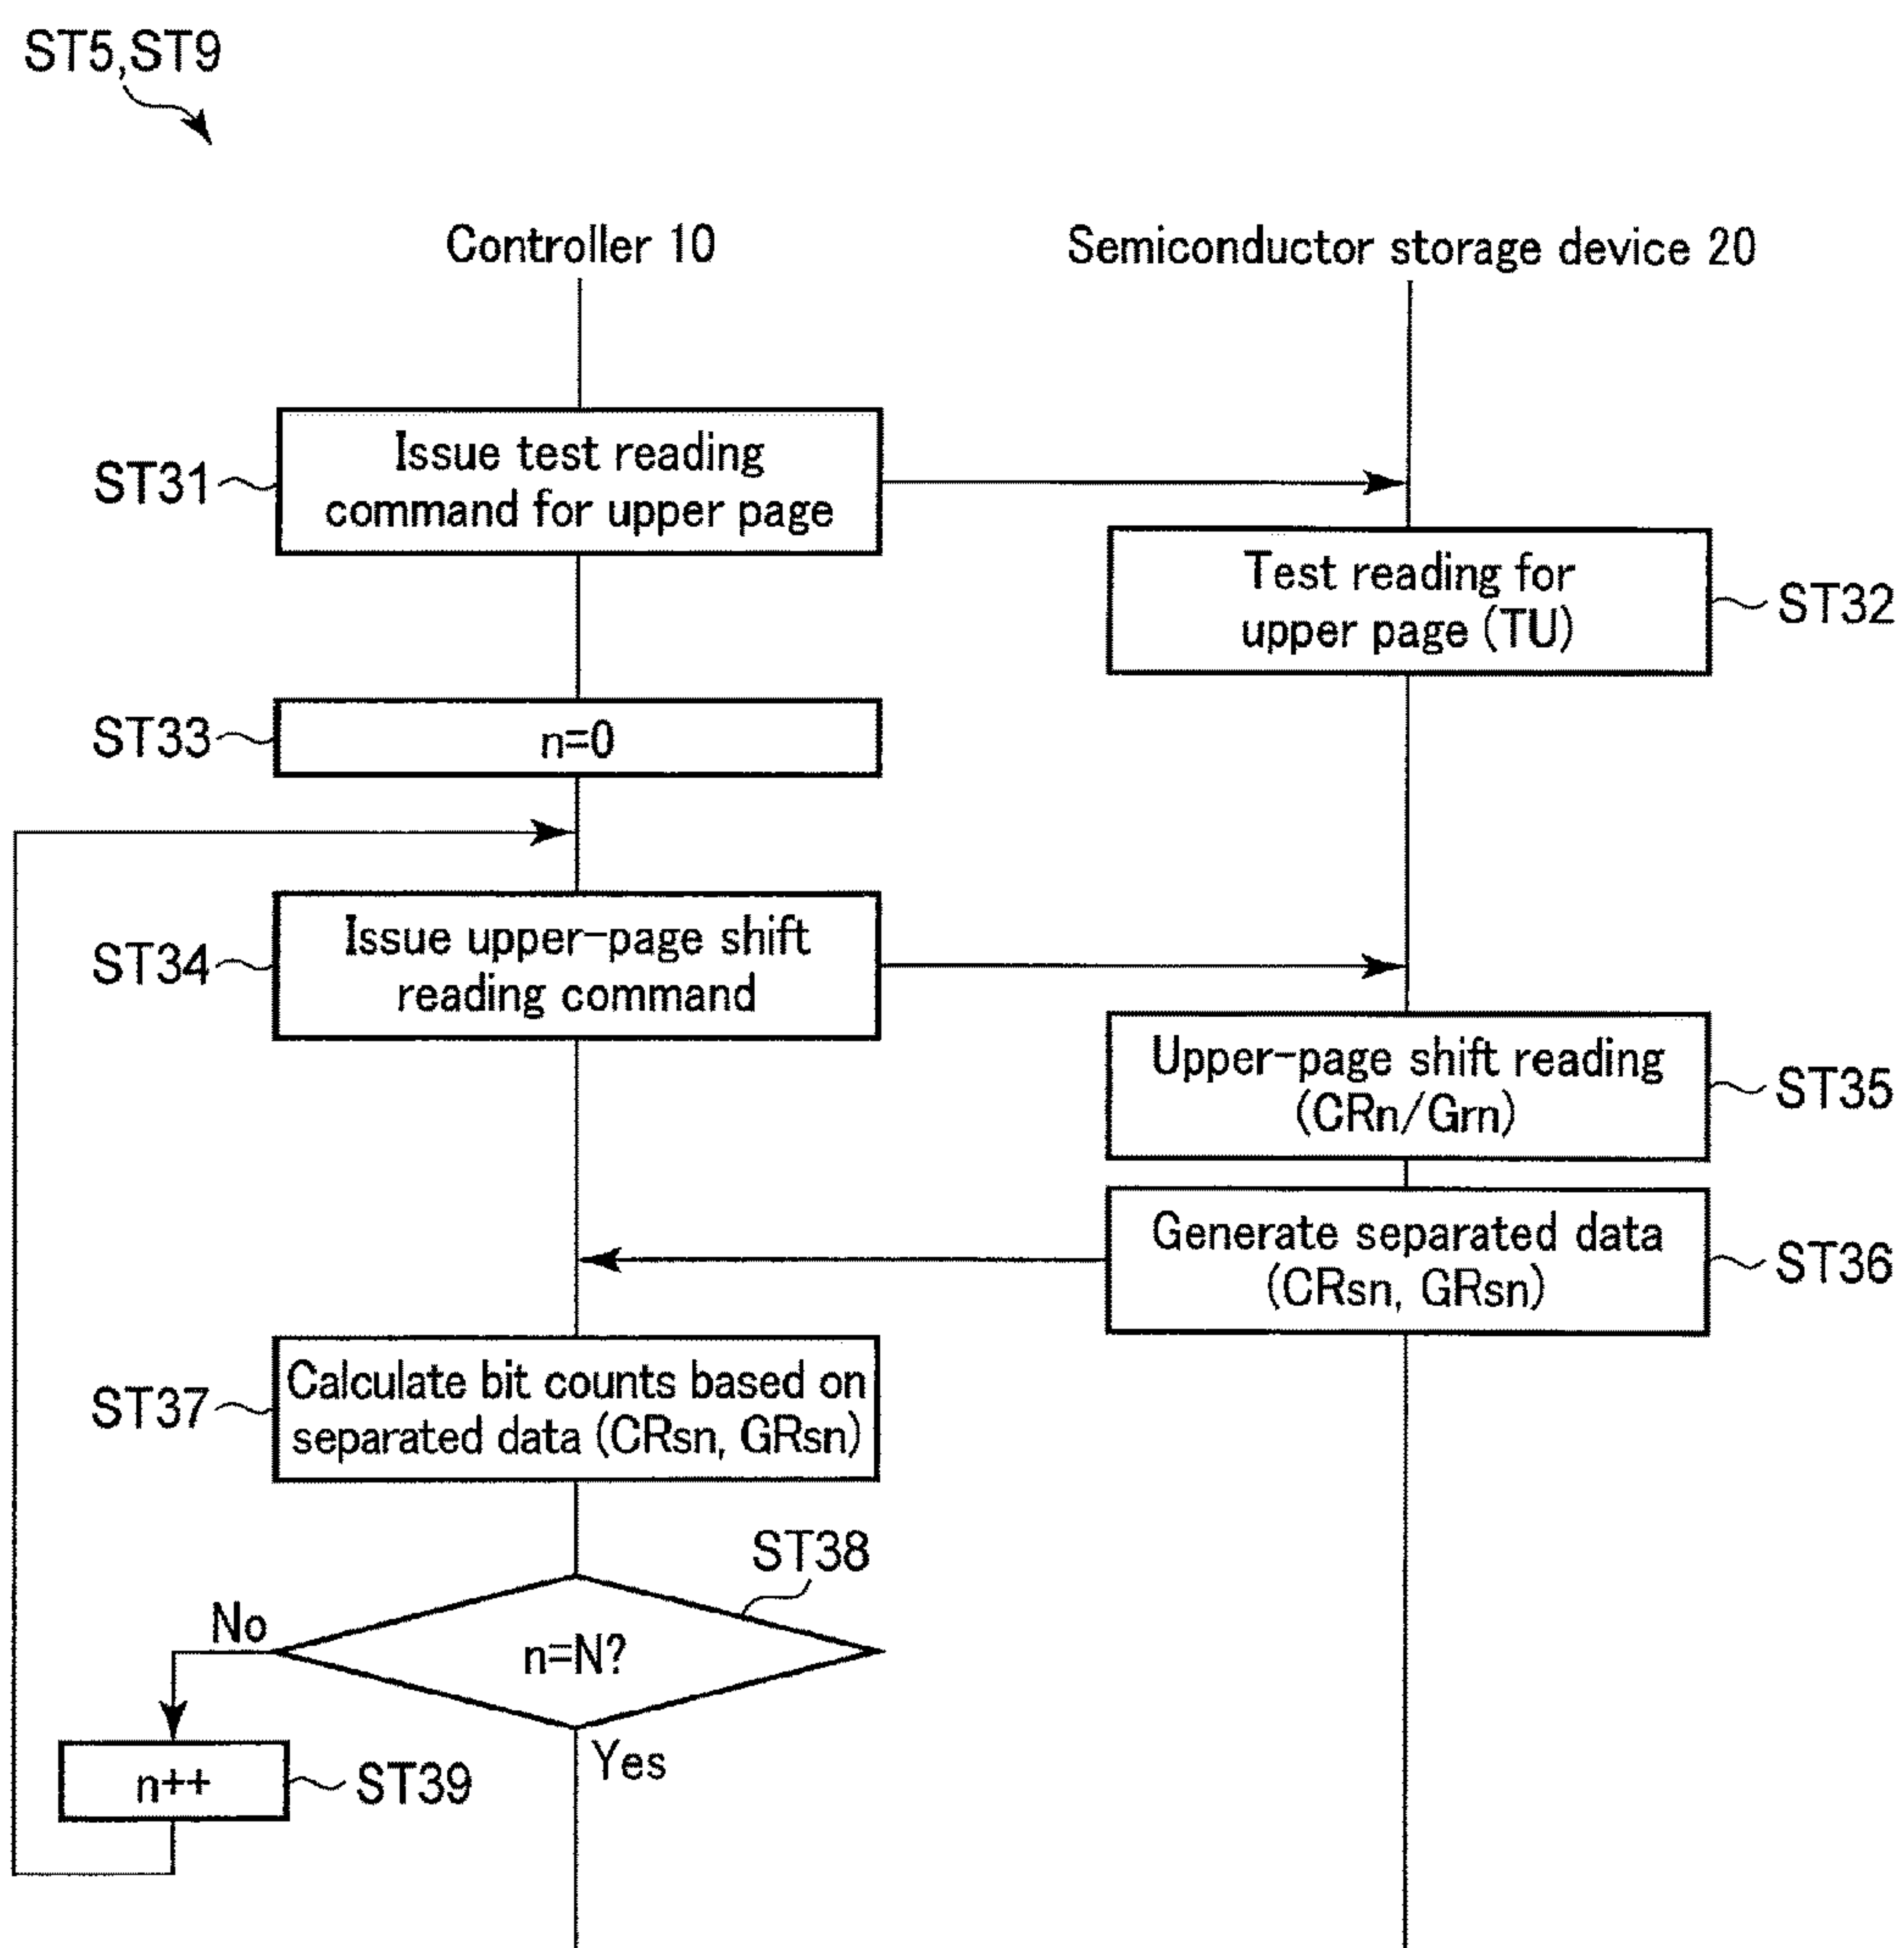 ST5,ST9
Controller 10
Semiconductor storage device 20
ST31
Issue test reading
command for upper page
Test reading for
upper page (TU)
ST32
ST33
n=0
ST34
Issue upper-page shift
reading command
Upper-page shift reading
(CRn/Grn)
ST35
Generate separated data
(CRsn, GRsn)
ST36
ST37
Calculate bit counts based on
separated data (CRsn, GRsn)
ST38
No
n=N?
Yes
n++
ST39